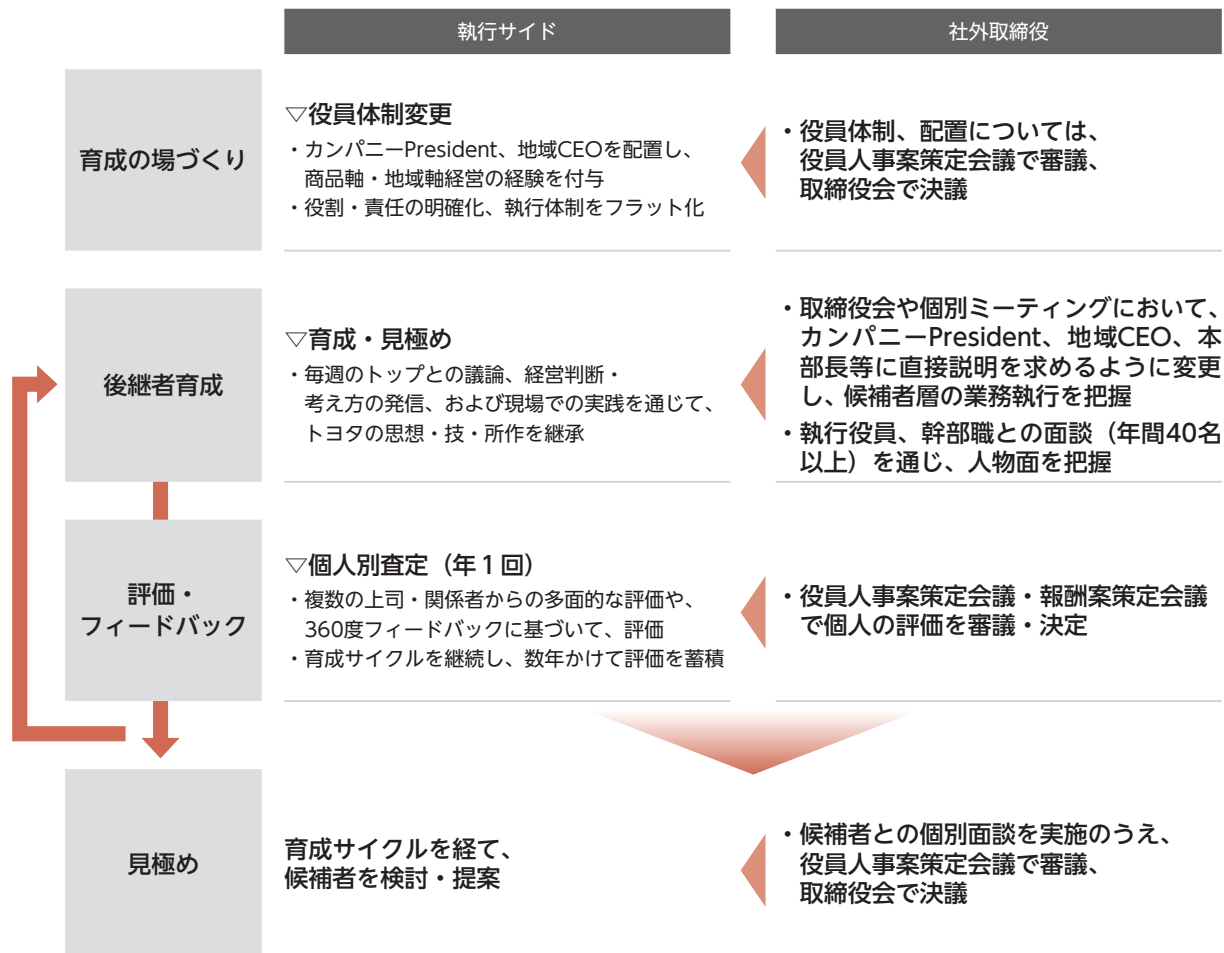 執行サイド
社外取締役
育成の場づくり
▽役員体制変更
・カンパニーPresident、地域CEOを配置し、
商品軸・地域軸経営の経験を付与
・役割・責任の明確化、執行体制をフラット化
・役員体制、配置については、
役員人事案策定会議で審議、
取締役会で決議
後継者育成
▽育成・見極め
・毎週のトップとの議論、経営判断・
考え方の発信、および現場での実践を通じて、
トヨタの思想・技・所作を継承
・取締役会や個別ミーティングにおいて、
カンパニーPresident、地域CEO、本
部長等に直接説明を求めるように変更
し、候補者層の業務執行を把握
・執行役員、幹部職との面談（年間40名
以上）を通じ、人物面を把握
評価・
フィードバック
▽個人別査定（年１回）
・複数の上司・関係者からの多面的な評価や、
360度フィードバックに基づいて、評価
・育成サイクルを継続し、数年かけて評価を蓄積
・役員人事案策定会議・報酬案策定会議
で個人の評価を審議・決定
見極め
育成サイクルを経て、
候補者を検討・提案
・候補者との個別面談を実施のうえ、
役員人事案策定会議で審議、
取締役会で決議